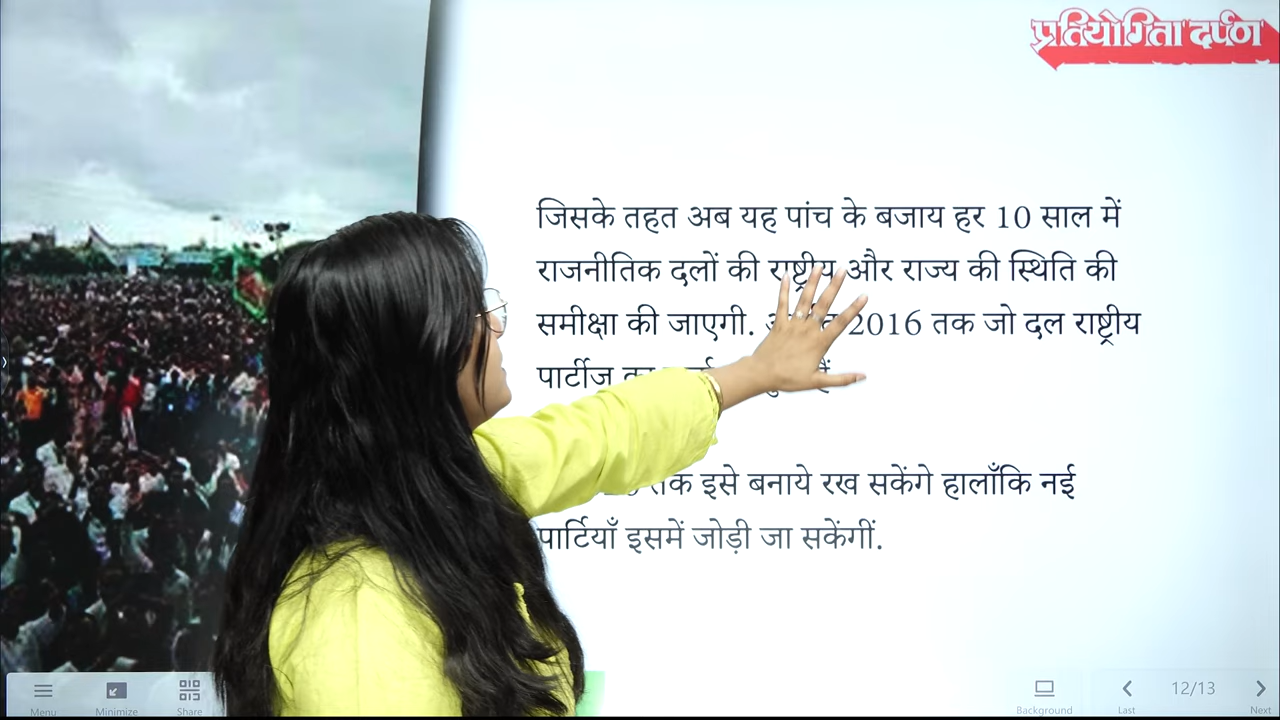 प्रतियोगिता दर्पण
जिसके तहत अब यह पांच के बजाय हर 10 साल में
राजनीतिक दलों की राष्ट्रीय और राज्य की स्थिति की
समीक्षा की जाएगी. 2016 तक जो दल राष्ट्रीय
पार्टीज
तक इसे बनाये रख सकेंगे हालाँकि नई
पार्टियाँ इसमें जोड़ी जा सकेंगीं.
Menu Minimize Share Background Last 12/13 Next